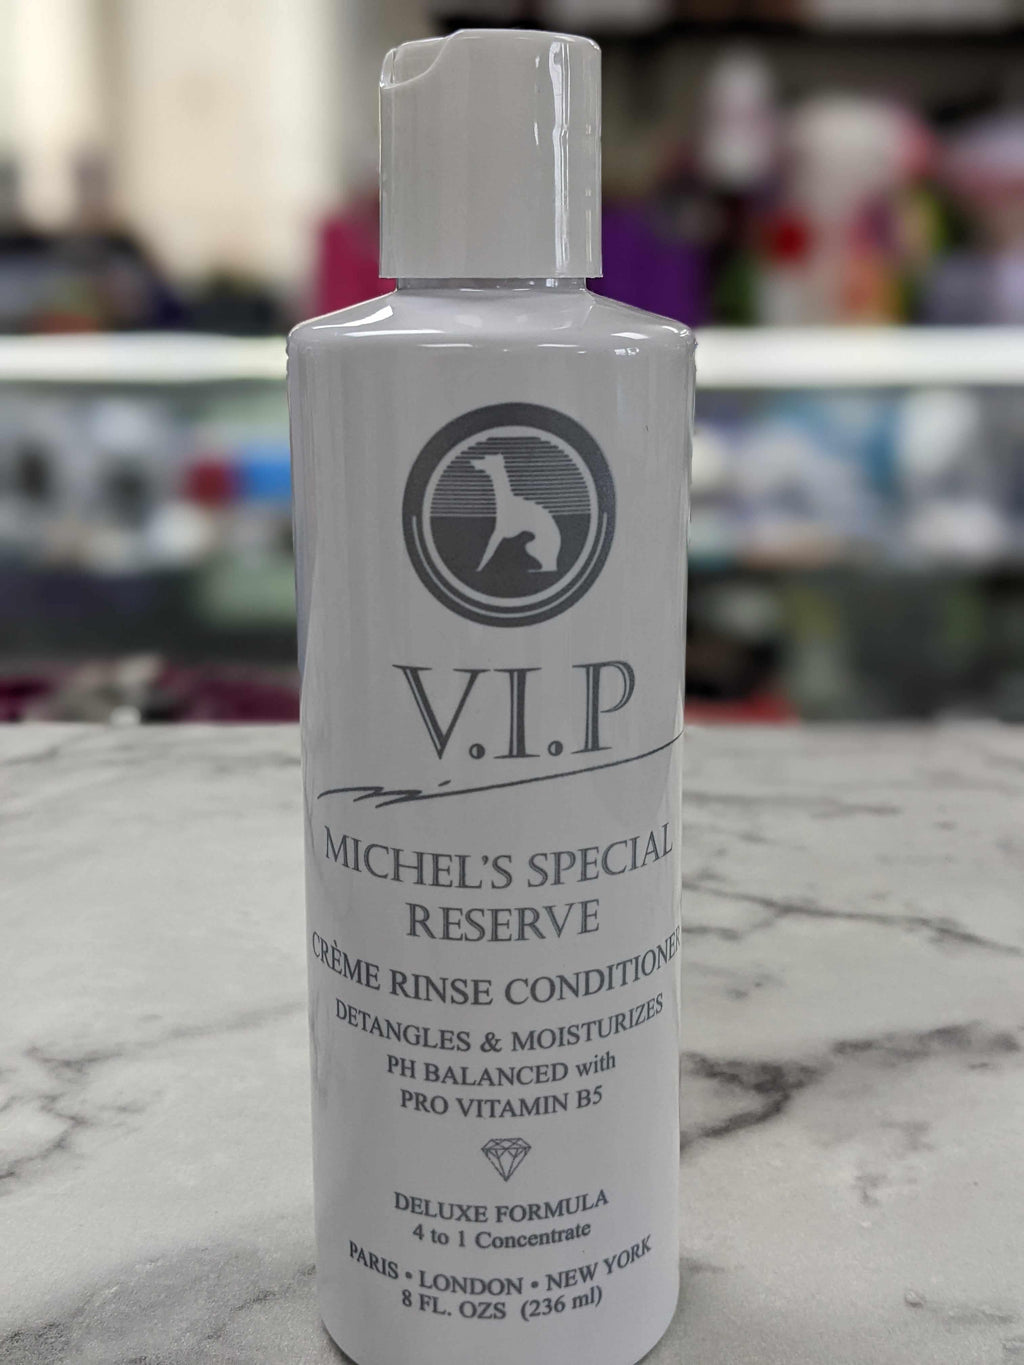 V.I.P
MICHEL'S SPECIAL
RESERVE
CRÈME RINSE CONDITIONER
DETANGLES & MOISTURIZES
PH BALANCED with
PRO VITAMIN B5
DELUXE FORMULA
4 to 1 Concentrate
PARIS • LONDON • NEW YORK
8 FL. OZS (236 ml)